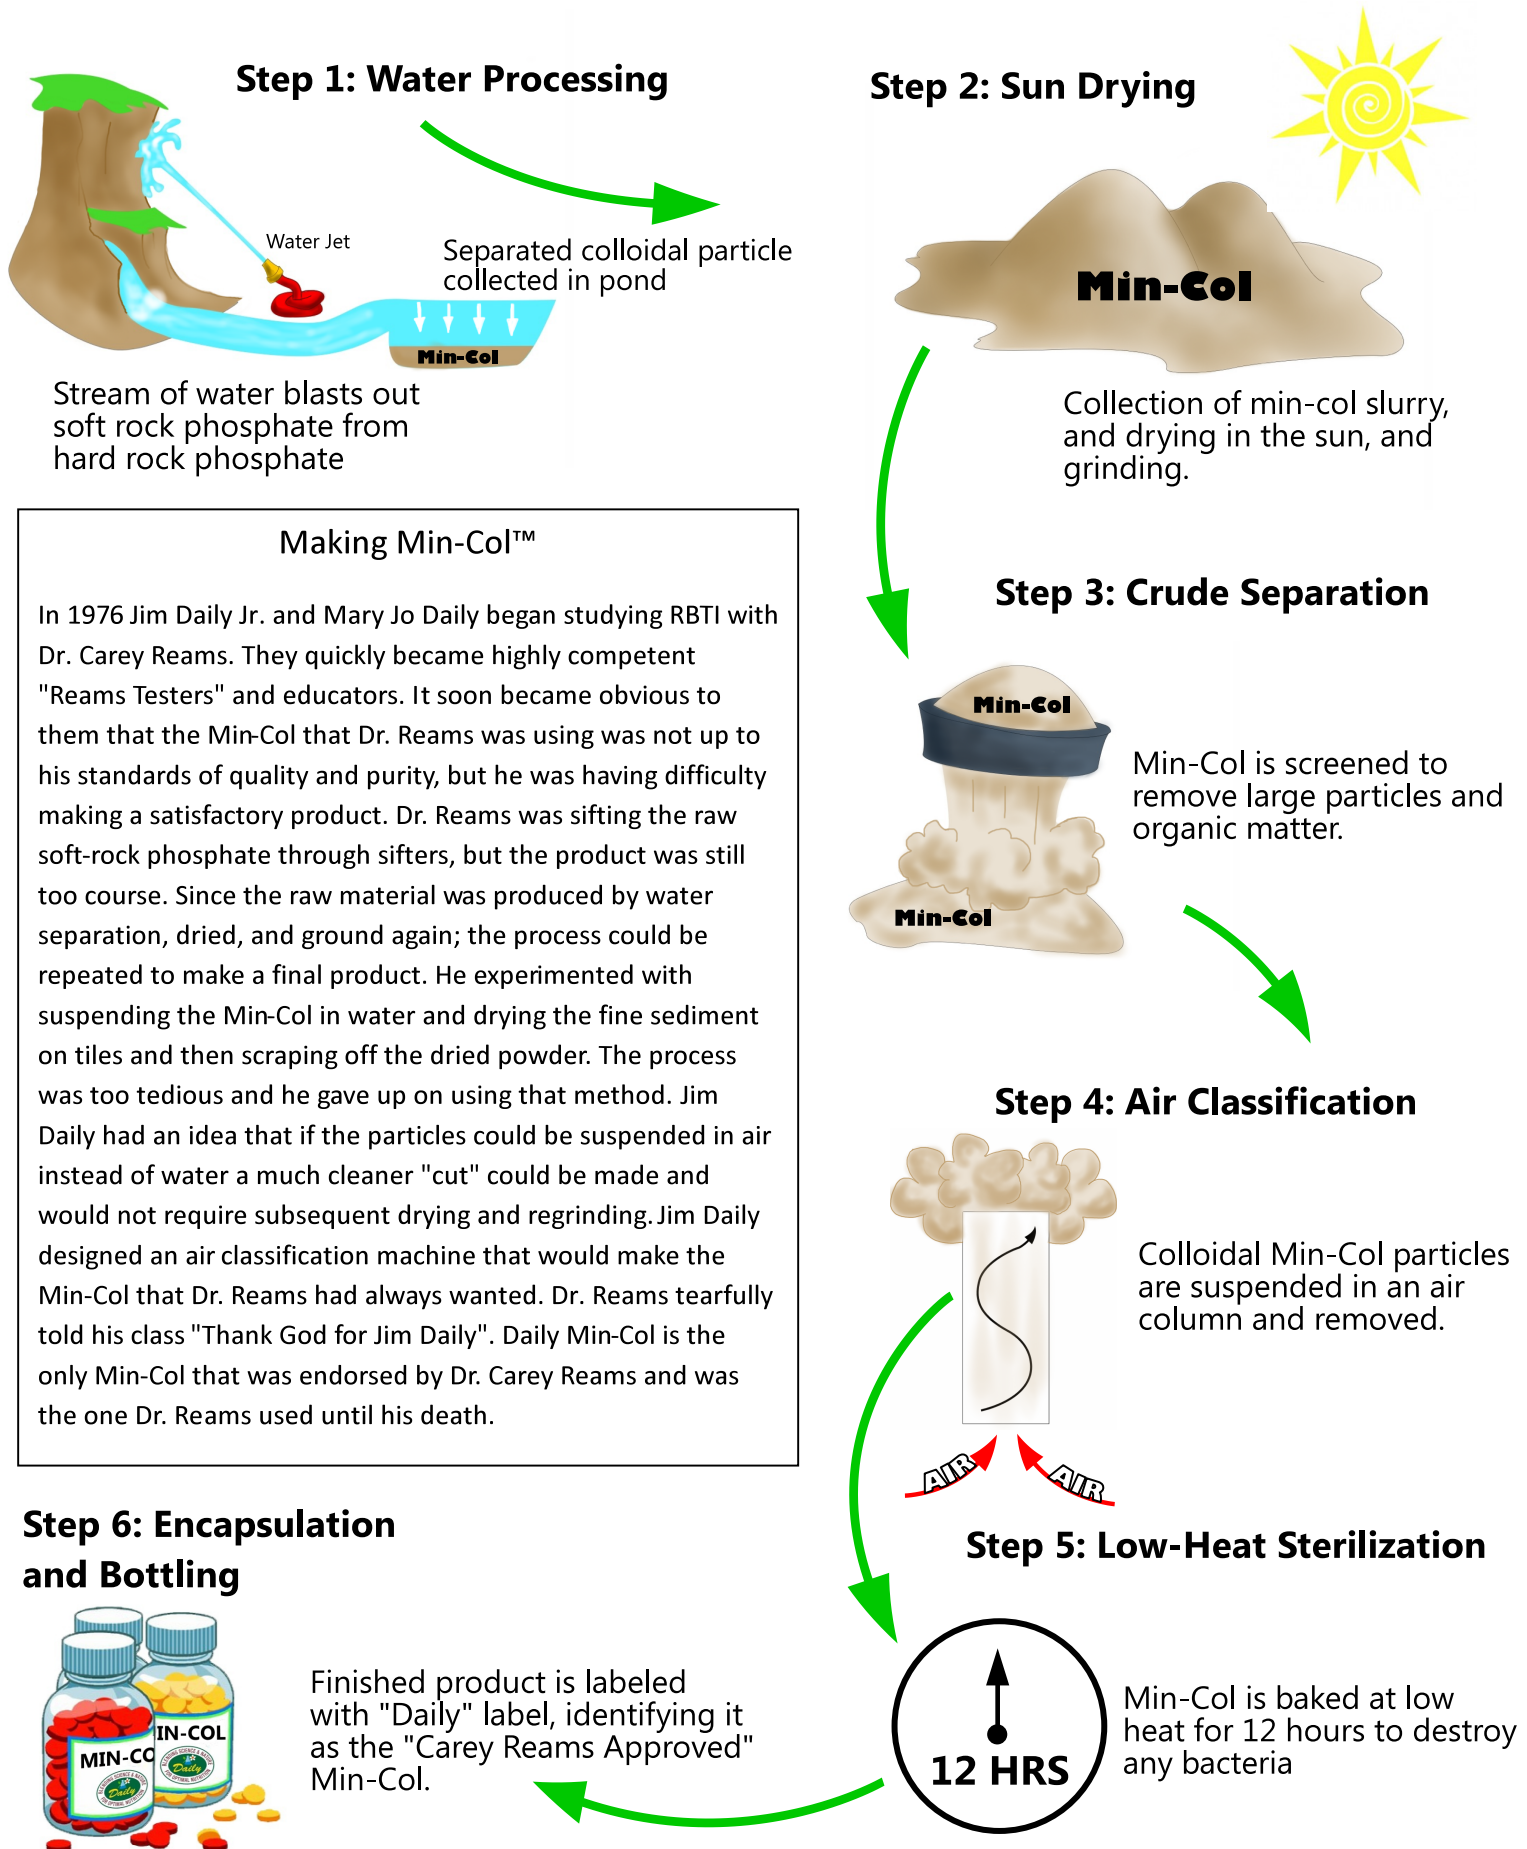 Step 1: Water Processing
Water Jet
Separated colloidal particle
collected in pond
Min-Col
Stream of water blasts out
soft rock phosphate from
hard rock phosphate
Step 2: Sun Drying
Min-Col
Collection of min-col slurry,
and drying in the sun, and
grinding.
Making Min-Col™
In 1976 Jim Daily Jr. and Mary Jo Daily began studying RBTI with
Dr. Carey Reams. They quickly became highly competent
"Reams Testers" and educators. It soon became obvious to
them that the Min-Col that Dr. Reams was using was not up to
his standards of quality and purity, but he was having difficulty
making a satisfactory product. Dr. Reams was sifting the raw
soft-rock phosphate through sifters, but the product was still
too course. Since the raw material was produced by water
separation, dried, and ground again; the process could be
repeated to make a final product. He experimented with
suspending the Min-Col in water and drying the fine sediment
on tiles and then scraping off the dried powder. The process
was too tedious and he gave up on using that method. Jim
Daily had an idea that if the particles could be suspended in air
instead of water a much cleaner "cut" could be made and
would not require subsequent drying and regrinding. Jim Daily
designed an air classification machine that would make the
Min-Col that Dr. Reams had always wanted. Dr. Reams tearfully
told his class "Thank God for Jim Daily". Daily Min-Col is the
only Min-Col that was endorsed by Dr. Carey Reams and was
the one Dr. Reams used until his death.
Step 3: Crude Separation
Min-Col
Min-Col is screened to
remove large particles and
organic matter.
Min-Col
Step 4: Air Classification
Colloidal Min-Col particles
are suspended in an air
column and removed.
AIR
AIR
Step 5: Low-Heat Sterilization
12 HRS
Min-Col is baked at low
heat for 12 hours to destroy
any bacteria
Step 6: Encapsulation
and Bottling
IN-COL
MIN-CO
BLENDING SCIENCE & NATURE
Daily
FOR OPTIMAL NUTRITION
BLENDING SCIENCE & NATURE
Daily
FOR OPTIMAL NUTRITION
Finished product is labeled
with "Daily" label, identifying it
as the "Carey Reams Approved"
Min-Col.